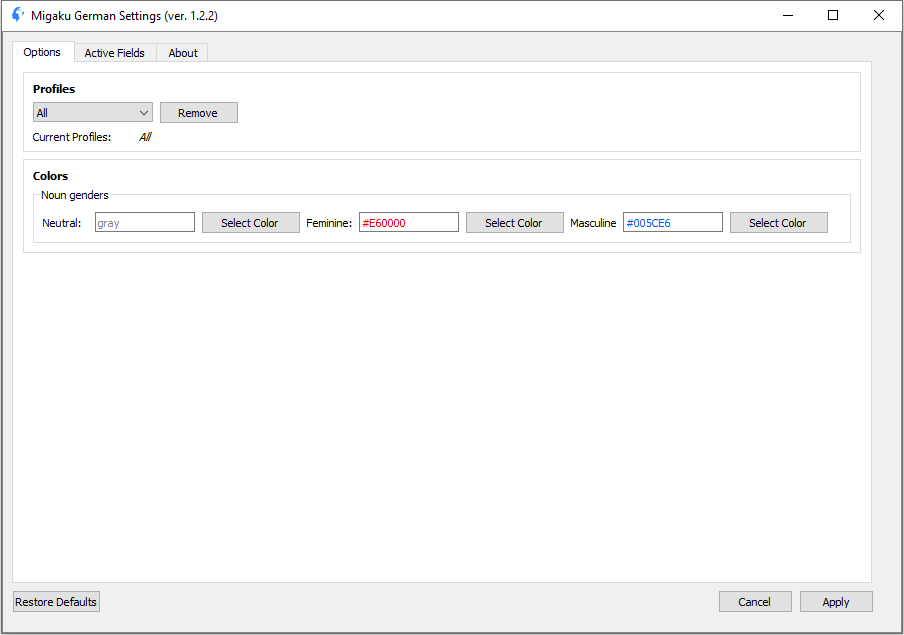 Migaku German Settings (ver. 1.2.2)
Options Active Fields About
Profiles
All Remove
Current Profiles: All
Colors
Noun genders
Neutral: gray Select Color Feminine: #E60000 Select Color Masculine #005CE6 Select Color
Restore Defaults Cancel Apply